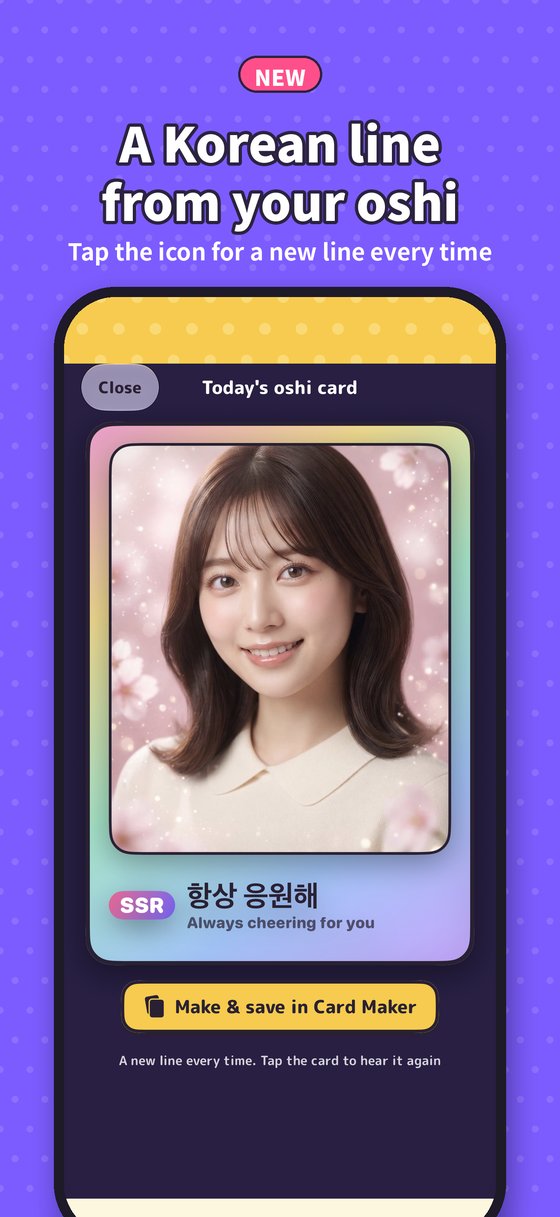 NEW
A Korean line
from your oshi
Tap the icon for a new line every time
Close
Today's oshi card
SSR
항상 응원해
Always cheering for you
Make & save in Card Maker
A new line every time. Tap the card to hear it again